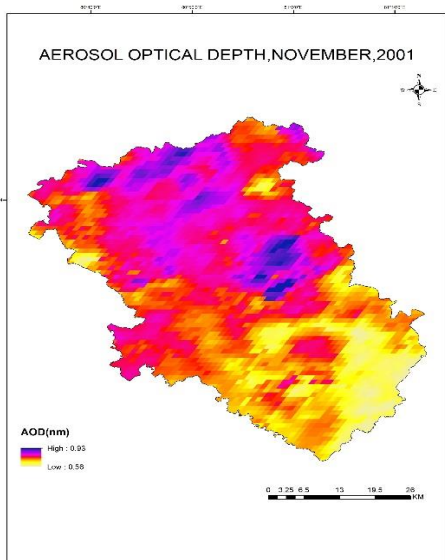 AEROSOL OPTICAL DEPTH,NOVEMBER,2001
N
W E
S
AOD(nm)
High : 0.93
Low : 0.56
0 3.25 6.5 13 19.5 26
KM